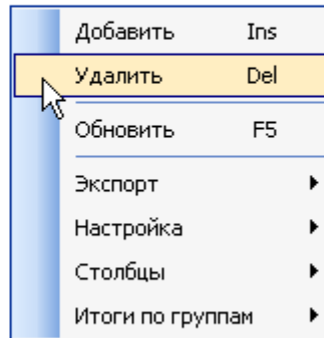 Добавить Ins
Удалить Del
Обновить F5
Экспорт
Настройка
Столбцы
Итоги по группам